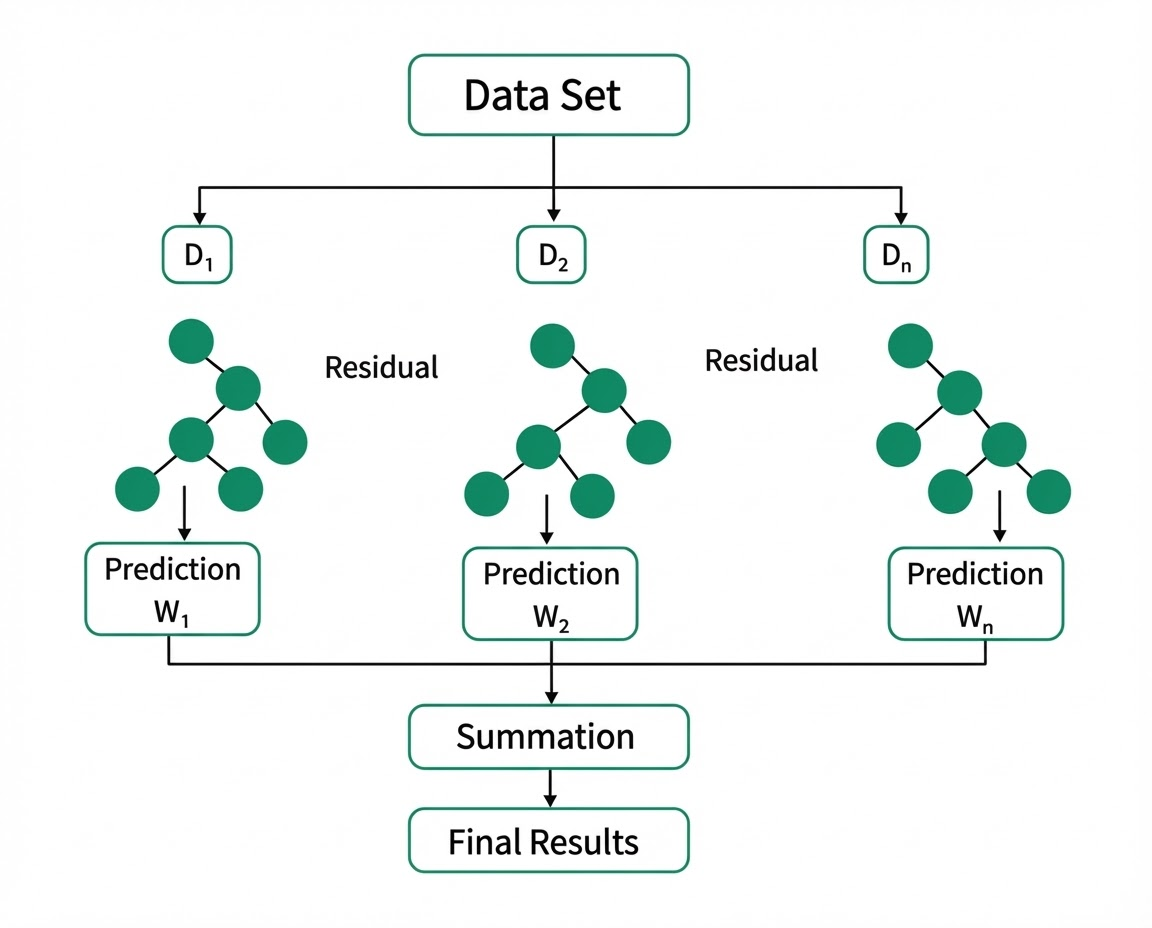 Data Set
D₁
D₂
Dₙ
Residual
Residual
Prediction
W₁
Prediction
W₂
Prediction
Wₙ
Summation
Final Results